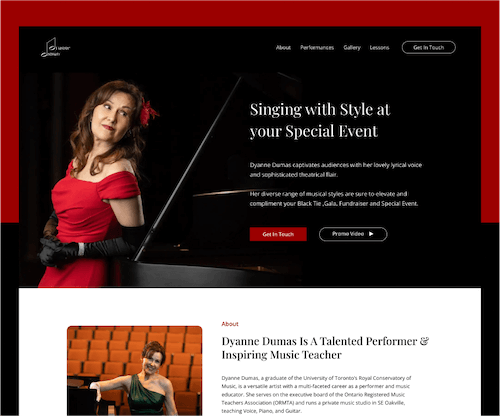 About
Performances
Gallery
Lessons
Get In Touch
Singing with Style at
your Special Event
Dyanne Dumas captivates audiences with her lovely lyrical voice
and sophisticated theatrical flair.
Her diverse range of musical styles are sure to elevate and
compliment your Black Tie ,Gala, Fundraiser and Special Event.
Get In Touch
Promo Video
About
Dyanne Dumas Is A Talented Performer &
Inspiring Music Teacher
Dyanne Dumas, a graduate of the University of Toronto's Royal Conservatory of
Music, is a versatile artist with a multi-faceted career as a performer and music
educator. She serves on the executive board of the Ontario Registered Music
Teachers Association (ORMTA) and runs a private music studio in SE Oakville,
teaching Voice, Piano, and Guitar.